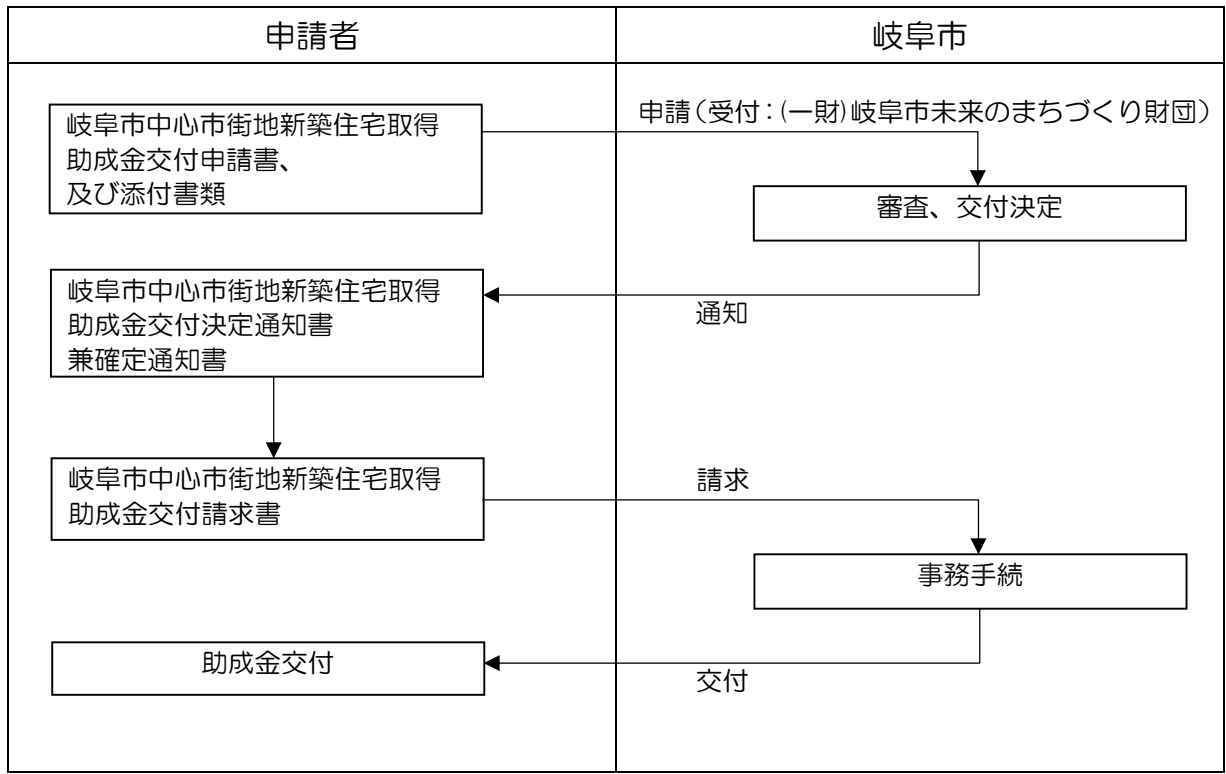 申請者
岐阜市
岐阜市中心市街地新築住宅取得
助成金交付申請書、
及び添付書類
申請(受付：(一財)岐阜市未来のまちづくり財団)
審査、交付決定
通知
岐阜市中心市街地新築住宅取得
助成金交付決定通知書
兼確定通知書
岐阜市中心市街地新築住宅取得
助成金交付請求書
請求
事務手続
交付
助成金交付